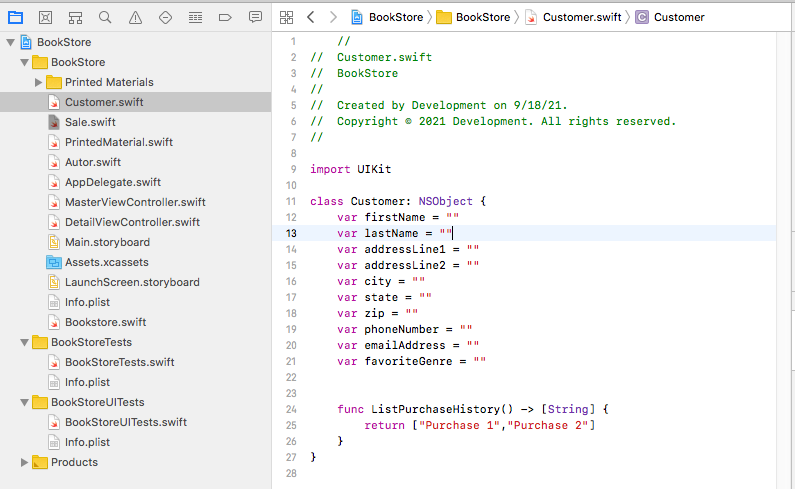 BookStore
BookStore
Printed Materials
Customer.swift
Sale.swift
PrintedMaterial.swift
Autor.swift
AppDelegate.swift
MasterViewController.swift
DetailViewController.swift
Main.storyboard
Assets.xcassets
LaunchScreen.storyboard
Info.plist
Bookstore.swift
BookStoreTests
BookStoreTests.swift
Info.plist
BookStoreUITests
BookStoreUITests.swift
Info.plist
Products
BookStore BookStore Customer.swift C Customer
1 //
2 // Customer.swift
3 // BookStore
4 //
5 // Created by Development on 9/18/21.
6 // Copyright © 2021 Development. All rights reserved.
7 //
8
9 import UIKit
10
11 class Customer: NSObject {
12 var firstName = ""
13 var lastName = ""
14 var addressLine1 = ""
15 var addressLine2 = ""
16 var city = ""
17 var state = ""
18 var zip = ""
19 var phoneNumber = ""
20 var emailAddress = ""
21 var favoriteGenre = ""
22
23
24 func ListPurchaseHistory() -> [String] {
25 return ["Purchase 1","Purchase 2"]
26 }
27 }
28